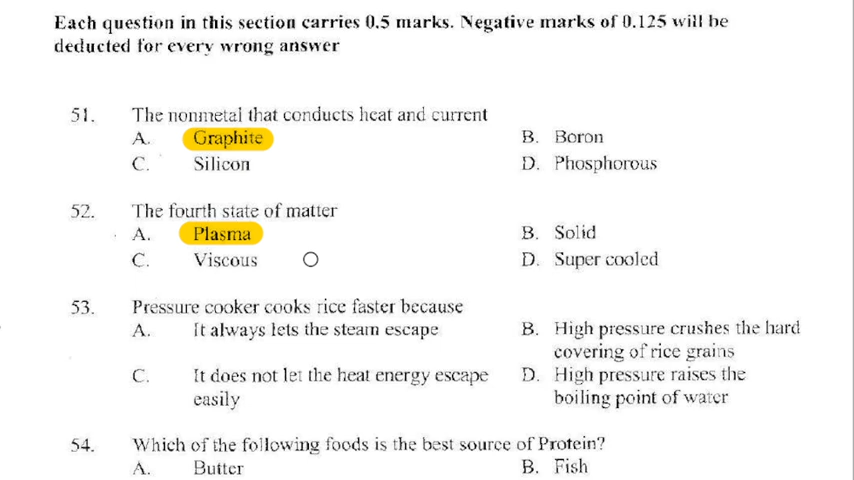 Each question in this section carries 0.5 marks. Negative marks of 0.125 will be
deducted for every wrong answer
51. The nonmetal that conducts heat and current
A. Graphite B. Boron
C. Silicon D. Phosphorous
52. The fourth state of matter
A. Plasma B. Solid
C. Viscous D. Super cooled
53. Pressure cooker cooks rice faster because
A. It always lets the steam escape B. High pressure crushes the hard
covering of rice grains
C. It does not let the heat energy escape D. High pressure raises the
easily boiling point of water
54. Which of the following foods is the best source of Protein?
A. Butter B. Fish